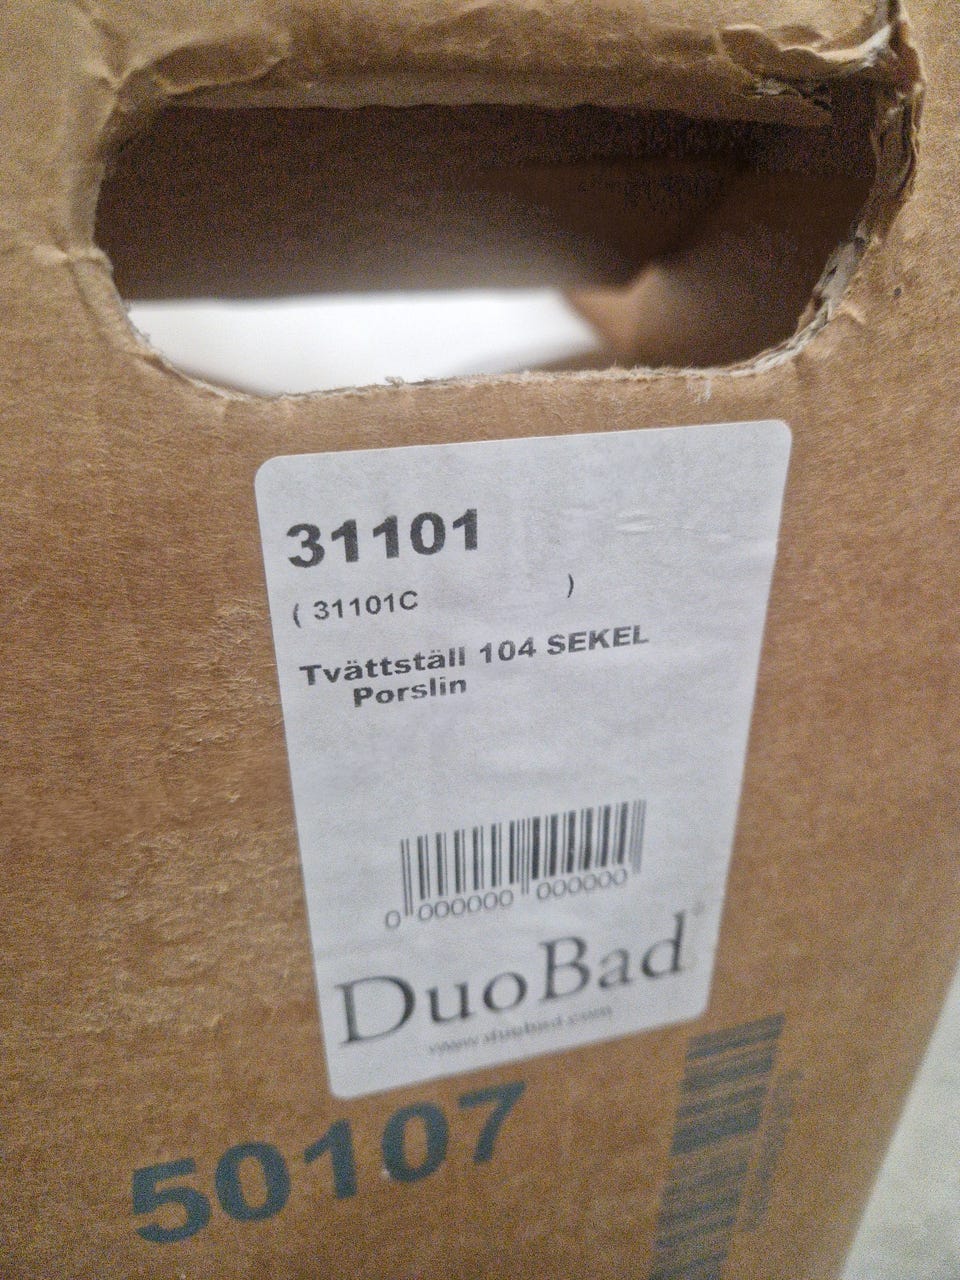 31101
( 31101C )
Tvättställ 104 SEKEL
Porslin
0 000000 000000
DuoBad®
www.duobad.com
50107